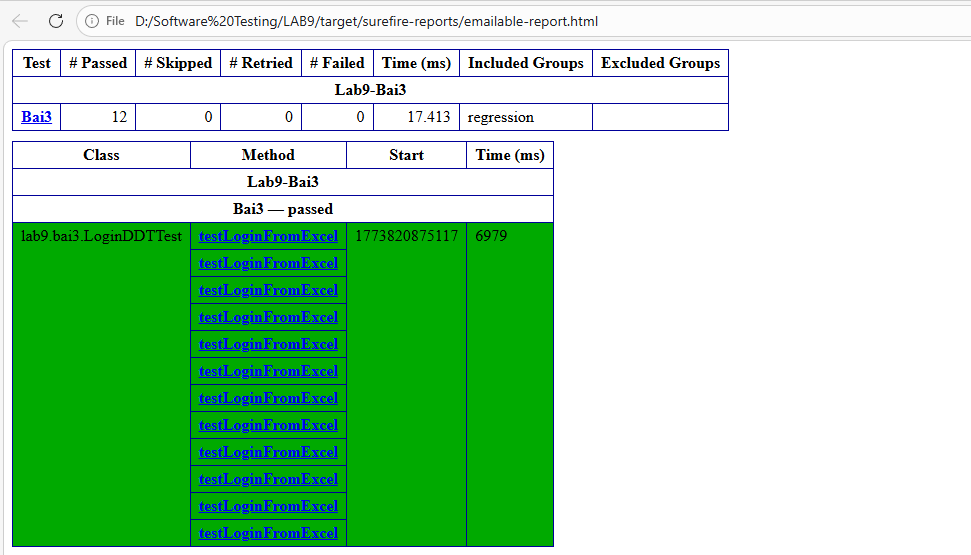 File D:/Software%20Testing/LAB9/target/surefire-reports/emailable-report.html
Test # Passed # Skipped # Retried # Failed Time (ms) Included Groups Excluded Groups
Lab9-Bai3
Bai3 12 0 0 0 17.413 regression
Class Method Start Time (ms)
Lab9-Bai3
Bai3 — passed
lab9.bai3.LoginDDTTest testLoginFromExcel 1773820875117 6979
testLoginFromExcel
testLoginFromExcel
testLoginFromExcel
testLoginFromExcel
testLoginFromExcel
testLoginFromExcel
testLoginFromExcel
testLoginFromExcel
testLoginFromExcel
testLoginFromExcel
testLoginFromExcel